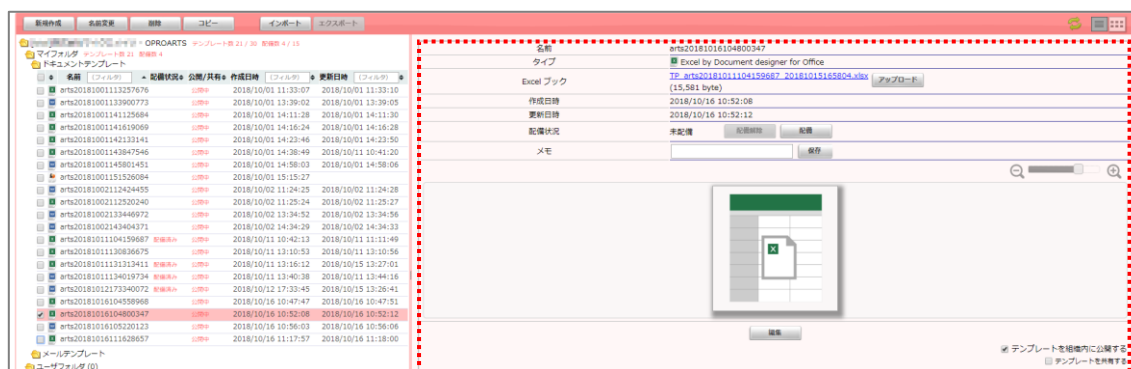 新規作成 名前変更 削除 コピー インポート エクスポート
OPROARTS テンプレート数 21 / 30 配備数 4 / 15
マイフォルダ テンプレート数 21 配備数 4
ドキュメントテンプレート
名前 (フィルタ) 配備状況 公開/共有 作成日時 (フィルタ) 更新日時 (フィルタ)
arts20181001113257676 公開中 2018/10/01 11:33:07 2018/10/01 11:33:10
arts20181001133900773 公開中 2018/10/01 13:39:02 2018/10/01 13:39:05
arts20181001141125684 公開中 2018/10/01 14:11:28 2018/10/01 14:11:30
arts20181001141619069 公開中 2018/10/01 14:16:24 2018/10/01 14:16:28
arts20181001142133141 公開中 2018/10/01 14:23:46 2018/10/01 14:23:50
arts20181001143847546 公開中 2018/10/01 14:38:49 2018/10/11 10:41:20
arts20181001145801451 公開中 2018/10/01 14:58:03 2018/10/01 14:58:06
arts20181001151526084 公開中 2018/10/01 15:15:27
arts20181002112424455 公開中 2018/10/02 11:24:25 2018/10/02 11:24:28
arts20181002112520240 公開中 2018/10/02 11:25:24 2018/10/02 11:25:27
arts20181002133446972 公開中 2018/10/02 13:34:52 2018/10/02 13:34:56
arts20181002143404371 公開中 2018/10/02 14:34:29 2018/10/02 14:34:33
arts20181011104159687 配備済み 公開中 2018/10/11 10:42:13 2018/10/11 11:11:49
arts20181011130836675 公開中 2018/10/11 13:10:53 2018/10/11 13:10:56
arts20181011131313411 配備済み 公開中 2018/10/11 13:16:12 2018/10/15 13:27:01
arts20181011134019734 配備済み 公開中 2018/10/11 13:40:38 2018/10/11 13:44:16
arts20181012173340072 配備済み 公開中 2018/10/12 17:33:45 2018/10/15 13:26:41
arts20181016104558968 公開中 2018/10/16 10:47:47 2018/10/16 10:47:51
arts20181016104800347 公開中 2018/10/16 10:52:08 2018/10/16 10:52:12
arts20181016105220123 公開中 2018/10/16 10:56:03 2018/10/16 10:56:06
arts20181016111628657 公開中 2018/10/16 11:17:57 2018/10/16 11:18:00
メールテンプレート
ユーザフォルダ (0)
名前 arts20181016104800347
タイプ Excel by Document designer for Office
Excel ブック TP_arts20181011104159687_20181015165804.xlsx アップロード
(15,581 byte)
作成日時 2018/10/16 10:52:08
更新日時 2018/10/16 10:52:12
配備状況 未配備 配備解除 配備
メモ 保存
編集
テンプレートを組織内に公開する
テンプレートを共有する